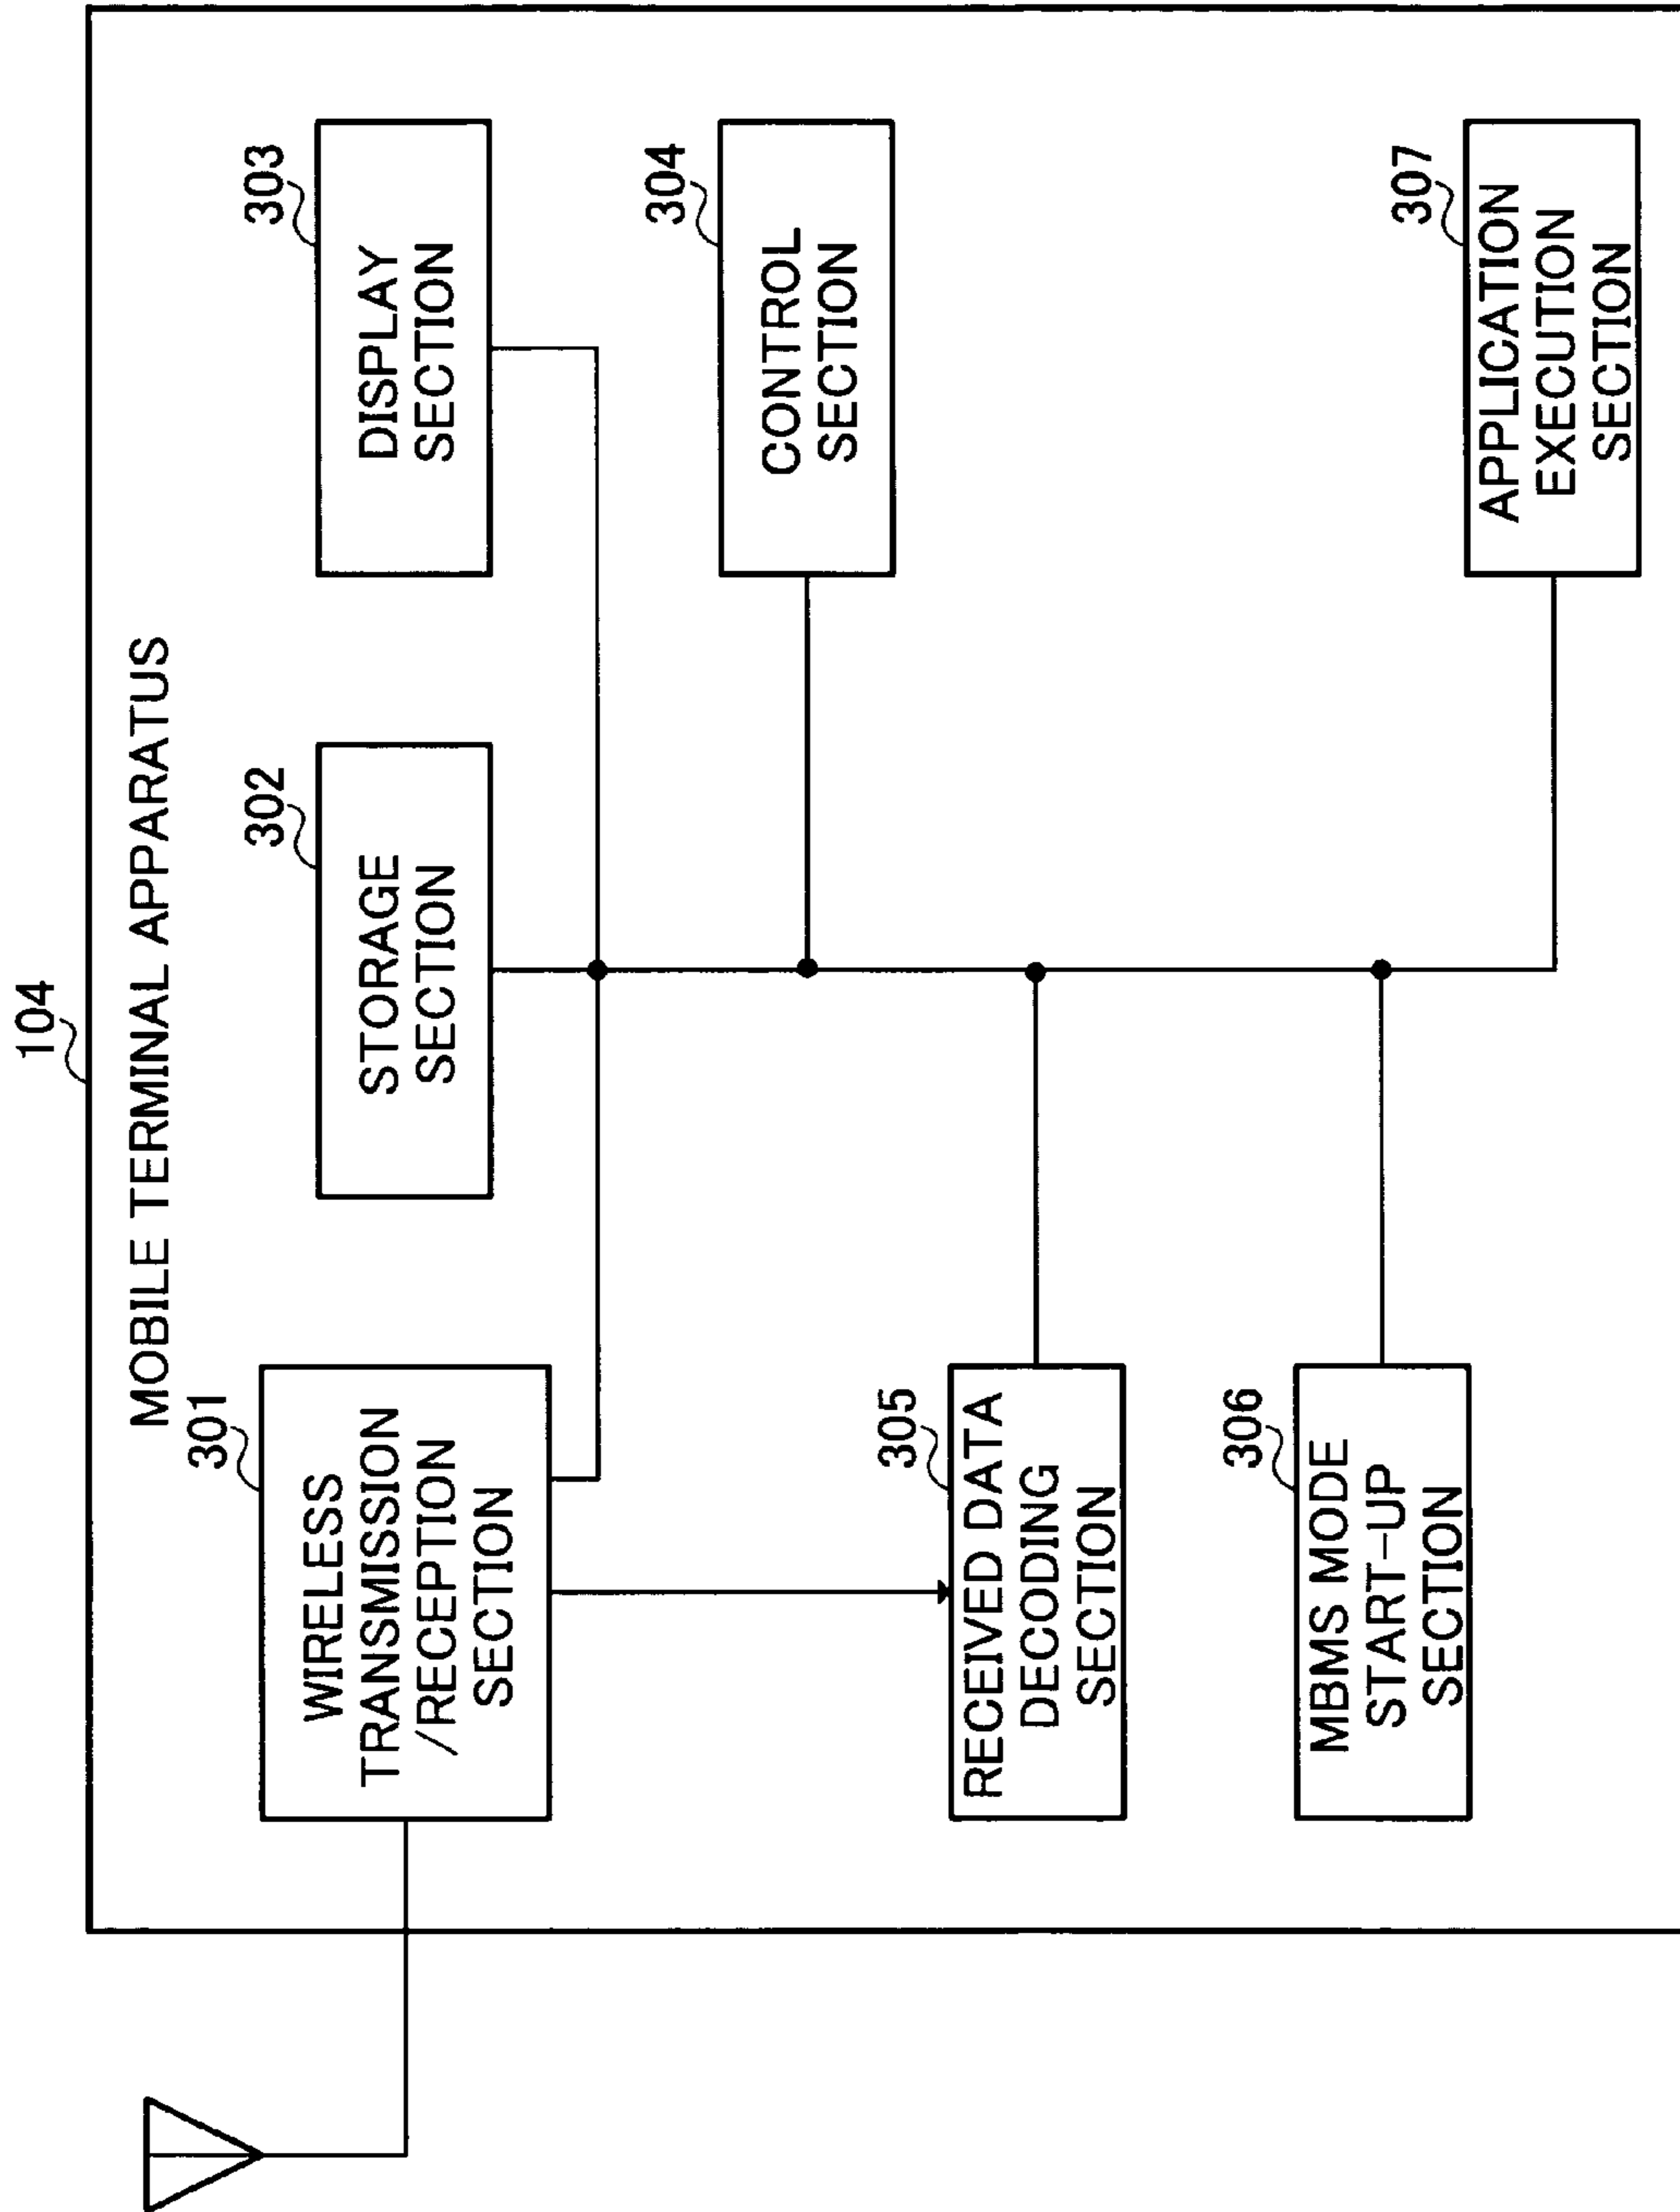 104
MOBILE TERMINAL APPARATUS
301
WIRELESS
TRANSMISSION
/RECEPTION
SECTION
302
STORAGE
SECTION
303
DISPLAY
SECTION
304
CONTROL
SECTION
305
RECEIVED DATA
DECODING
SECTION
306
MBMS MODE
START-UP
SECTION
307
APPLICATION
EXECUTION
SECTION